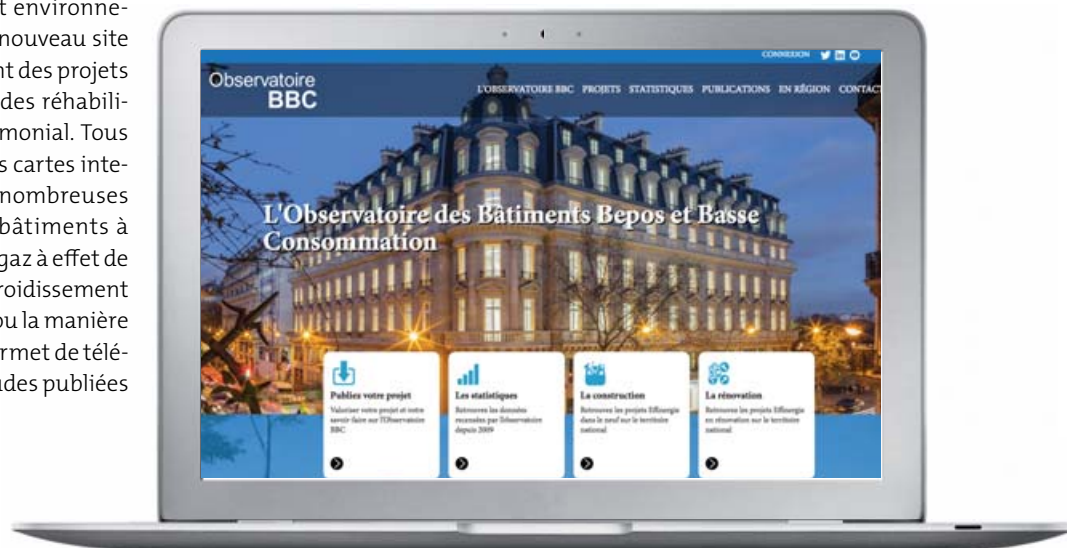 t environne-
nouveau site
nt des projets
des réhabili-
monial. Tous
s cartes inte-
nombreuses
bâtiments à
gaz à effet de
roidissement
ou la manière
rmet de télé-
udes publiées
CONNEXION
Observatoire
BBC
L'OBSERVATOIRE BBC PROJETS STATISTIQUES PUBLICATIONS EN RÉGION CONTACT
L'Observatoire des Bâtiments Bepos et Basse
Consommation
Publiez votre projet
Valoriser votre projet et votre
savoir faire sur l'Observatoire
BBC
Les statistiques
Retrouvez les données
recensées par l'observatoire
depuis 2009
La construction
Retrouvez les projets Effinergie
dans le neuf sur le territoire
national
La rénovation
Retrouvez les projets Effinergie
en rénovation sur le territoire
national